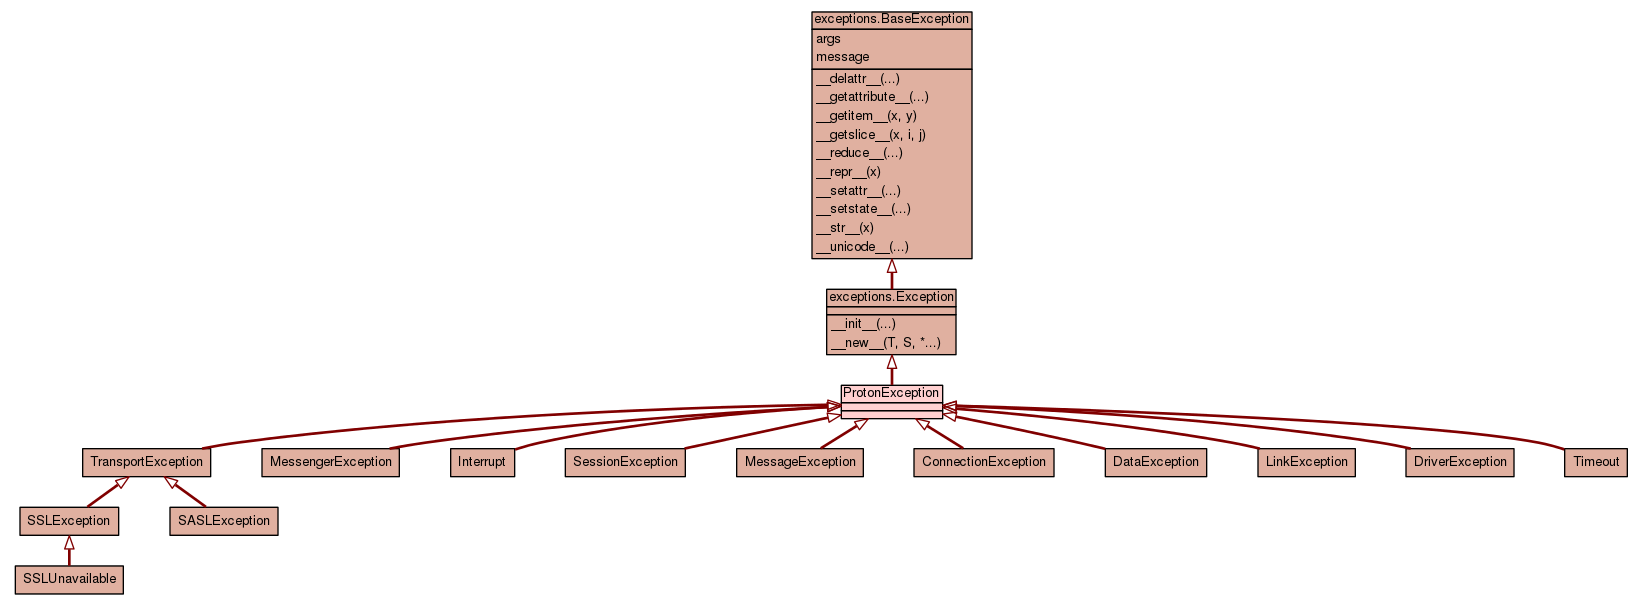 exceptions.BaseException
args
message
__delattr__(...)
__getattribute__(...)
__getitem__(x, y)
__getslice__(x, i, j)
__reduce__(...)
__repr__(x)
__setattr__(...)
__setstate__(...)
__str__(x)
__unicode__(...)
exceptions.Exception
__init__(...)
__new__(T, S, *...)
ProtonException
TransportException
MessengerException
Interrupt
SessionException
MessageException
ConnectionException
DataException
LinkException
DriverException
Timeout
SSLException
SASLException
SSLUnavailable